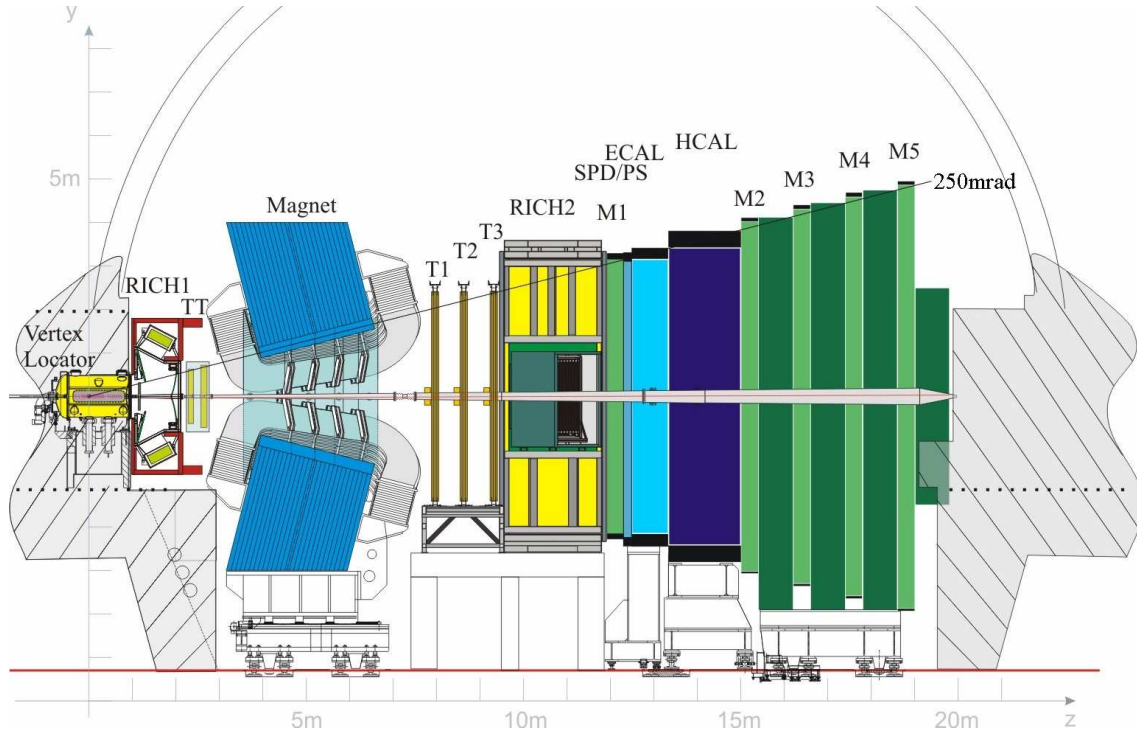 y
5m
ECAL
HCAL
SPD/PS
M1
M2
M3
M4
M5
250mrad
RICH2
Magnet
T1
T2
T3
RICH1
TT
Vertex
Locator
5m
10m
15m
20m
z